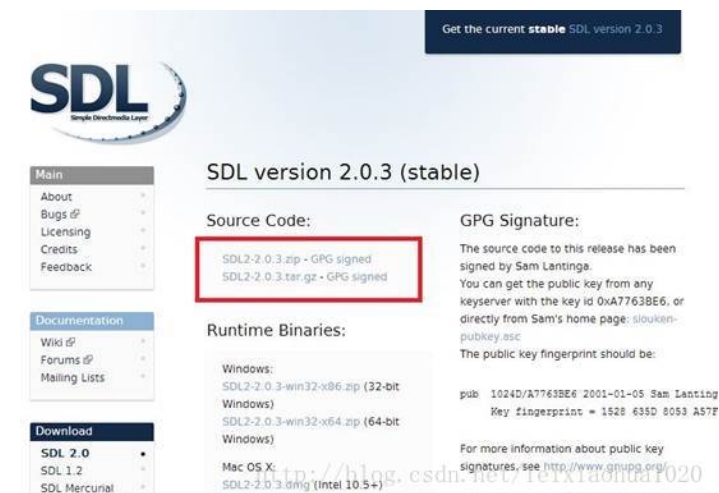 Get the current stable SDL version 2.0.3
SDL
Simple Directmedia Layer
Main
About
Bugs
Licensing
Credits
Feedback
Documentation
Wiki
Forums
Mailing Lists
Download
SDL 2.0
SDL 1.2
SDL Mercurial
SDL version 2.0.3 (stable)
Source Code:
SDL2-2.0.3.zip - GPG signed
SDL2-2.0.3.tar.gz - GPG signed
Runtime Binaries:
Windows:
SDL2-2.0.3-win32-x86.zip (32-bit
Windows)
SDL2-2.0.3-win32-x64.zip (64-bit
Windows)
Mac OS X:
SDL2-2.0.3.dmg (Intel 10.5+)
GPG Signature:
The source code to this release has been
signed by Sam Lantinga.
You can get the public key from any
keyserver with the key id 0xA7763BE6, or
directly from Sam's home page: slouken-
pubkey.asc
The public key fingerprint should be:
pub 1024D/A7763BE6 2001-01-05 Sam Lanting
Key fingerprint = 1528 635D 8053 A57F
For more information about public key
signatures, see http://www.gnupg.org/
http://blog.csdn.net/leixiaohua1020